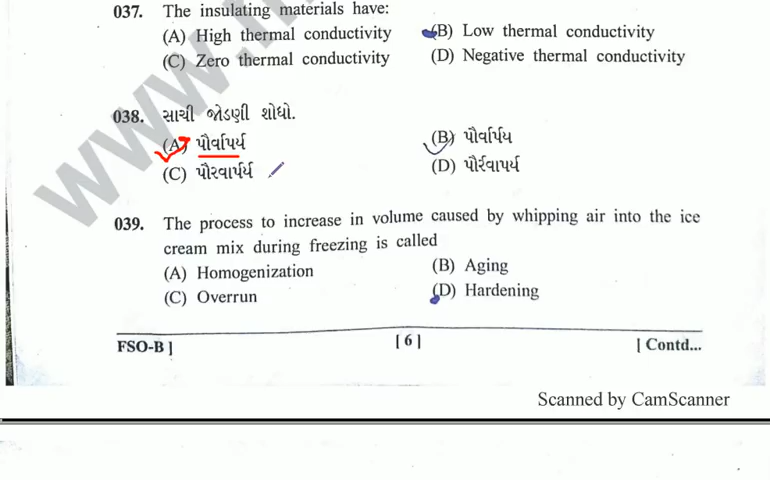 037. The insulating materials have:
(A) High thermal conductivity (B) Low thermal conductivity
(C) Zero thermal conductivity (D) Negative thermal conductivity
038. સાચી જોડણી શોધો.
(A) પૌર્વાપર્ય (B) પૌર્વાર્પય
(C) પૌરવાર્પર્ય (D) પૌર્રવાપર્ય
039. The process to increase in volume caused by whipping air into the ice
cream mix during freezing is called
(A) Homogenization (B) Aging
(C) Overrun (D) Hardening
FSO-B ] [ 6 ] [ Contd...
Scanned by CamScanner